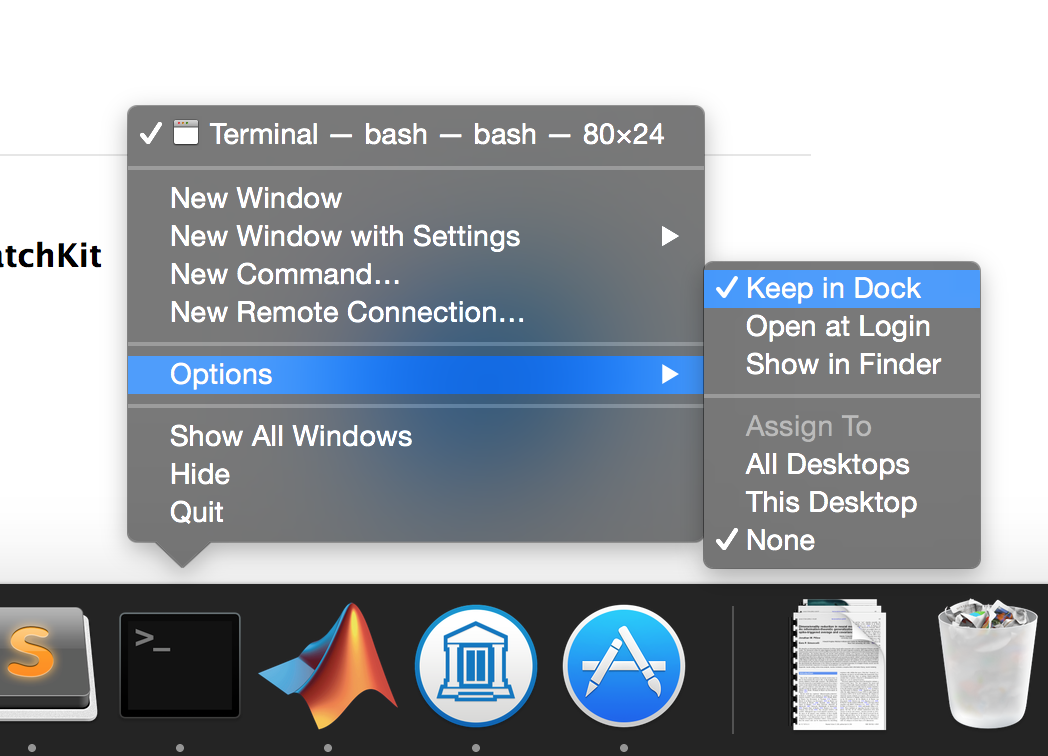 ✓ Terminal — bash — bash — 80×24
New Window
New Window with Settings
atchKit
New Command...
New Remote Connection...
✓ Keep in Dock
Open at Login
Show in Finder
Options
Assign To
Show All Windows
All Desktops
Hide
This Desktop
Quit
✓ None
S
>_